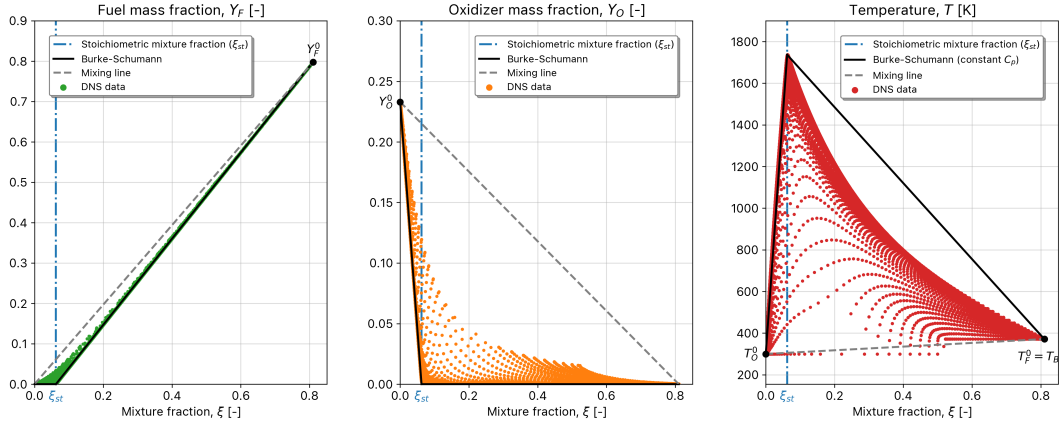 Fuel mass fraction, Y_F [-]
0.9
0.8
0.7
0.6
0.5
0.4
0.3
0.2
0.1
0.0
Stoichiometric mixture fraction (ξ_st)
Burke-Schumann
Mixing line
DNS data
Y_F^0
0.0
ξ_st
0.2
0.4
0.6
0.8
Mixture fraction, ξ [-]
Oxidizer mass fraction, Y_O [-]
0.30
0.25
0.20
0.15
0.10
0.05
0.00
Y_O^0
Stoichiometric mixture fraction (ξ_st)
Burke-Schumann
Mixing line
DNS data
0.0
ξ_st
0.2
0.4
0.6
0.8
Mixture fraction, ξ [-]
Temperature, T [K]
1800
1600
1400
1200
1000
800
600
400
200
T_O^0
Stoichiometric mixture fraction (ξ_st)
Burke-Schumann (constant C_p)
Mixing line
DNS data
T_F^0 = T_B
0.0
ξ_st
0.2
0.4
0.6
0.8
Mixture fraction, ξ [-]